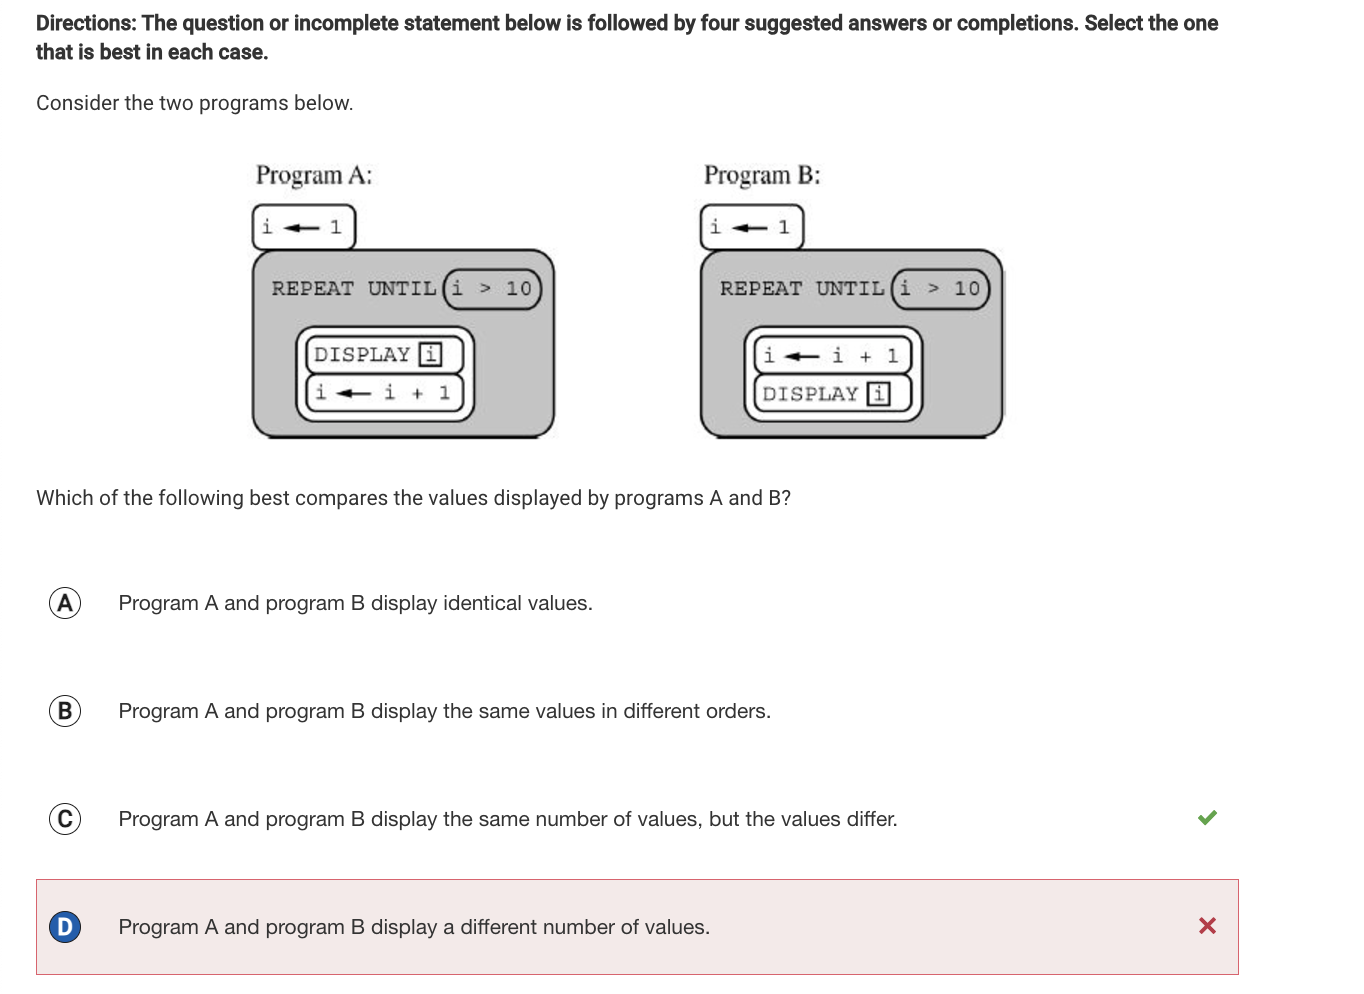 Directions: The question or incomplete statement below is followed by four suggested answers or completions. Select the one
that is best in each case.
Consider the two programs below.
Program A:
i ← 1
REPEAT UNTIL i > 10
DISPLAY i
i ← i + 1
Program B:
i ← 1
REPEAT UNTIL i > 10
i ← i + 1
DISPLAY i
Which of the following best compares the values displayed by programs A and B?
A Program A and program B display identical values.
B Program A and program B display the same values in different orders.
C Program A and program B display the same number of values, but the values differ.
D Program A and program B display a different number of values.